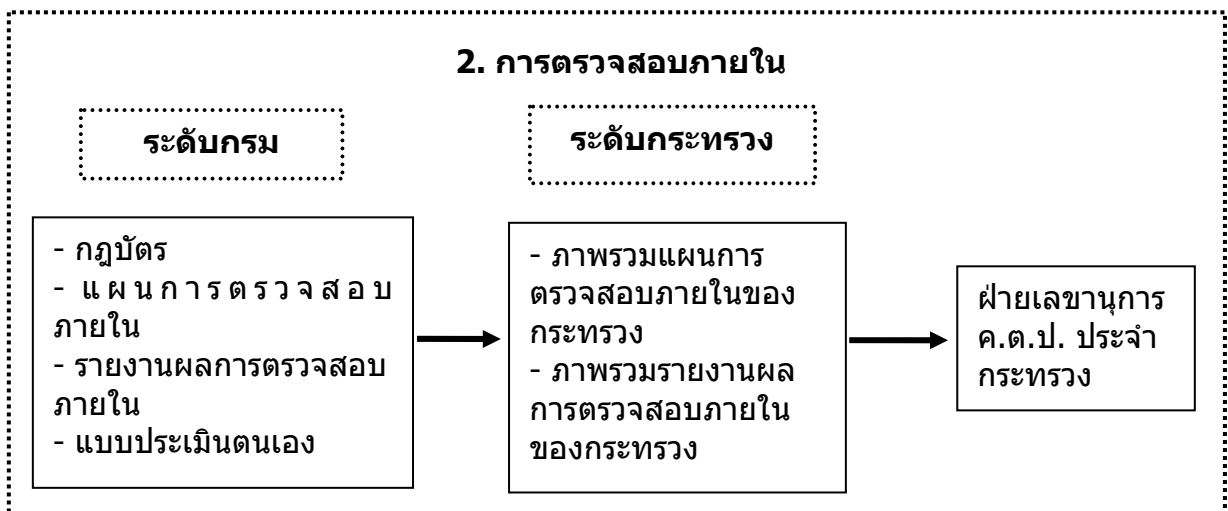 2. การตรวจสอบภายใน
ระดับกรม
ระดับกระทรวง
- กฎบัตร
- แผนการตรวจสอบ
ภายใน
- รายงานผลการตรวจสอบ
ภายใน
- แบบประเมินตนเอง
- ภาพรวมแผนการ
ตรวจสอบภายในของ
กระทรวง
- ภาพรวมรายงานผล
การตรวจสอบภายใน
ของกระทรวง
ฝ่ายเลขานุการ
ค.ต.ป. ประจำ
กระทรวง